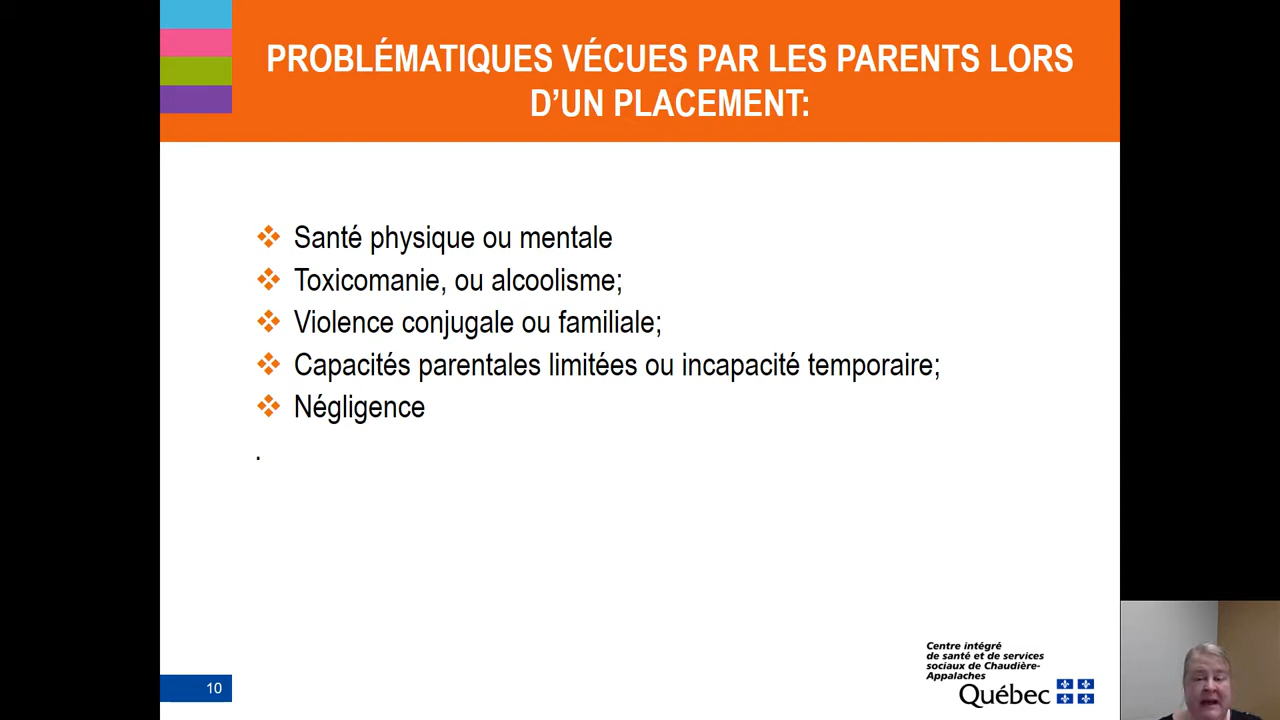 PROBLÉMATIQUES VÉCUES PAR LES PARENTS LORS
D’UN PLACEMENT:
Santé physique ou mentale
Toxicomanie, ou alcoolisme;
Violence conjugale ou familiale;
Capacités parentales limitées ou incapacité temporaire;
Négligence
.
10
Centre intégré
de santé et de services
sociaux de Chaudière-
Appalaches
Québec